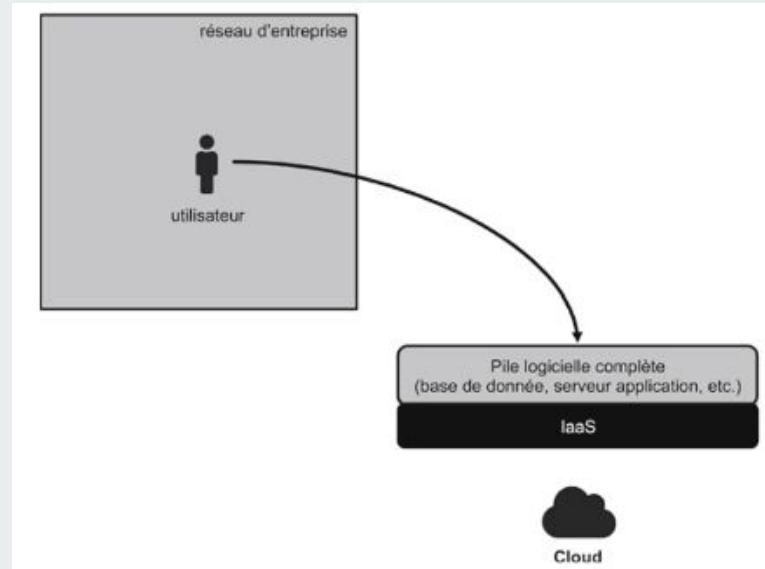 réseau d'entreprise
utilisateur
Pile logicielle complète
(base de donnée, serveur application, etc.)
IaaS
Cloud